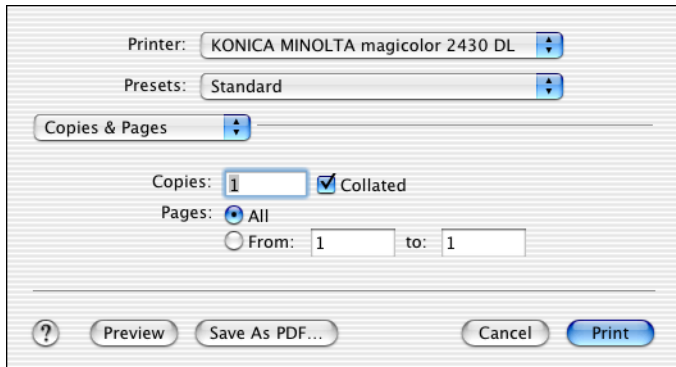 Printer: KONICA MINOLTA magicolor 2430 DL
Presets: Standard
Copies & Pages
Copies: 1 Collated
Pages: All
From: 1 to: 1
? Preview Save As PDF... Cancel Print